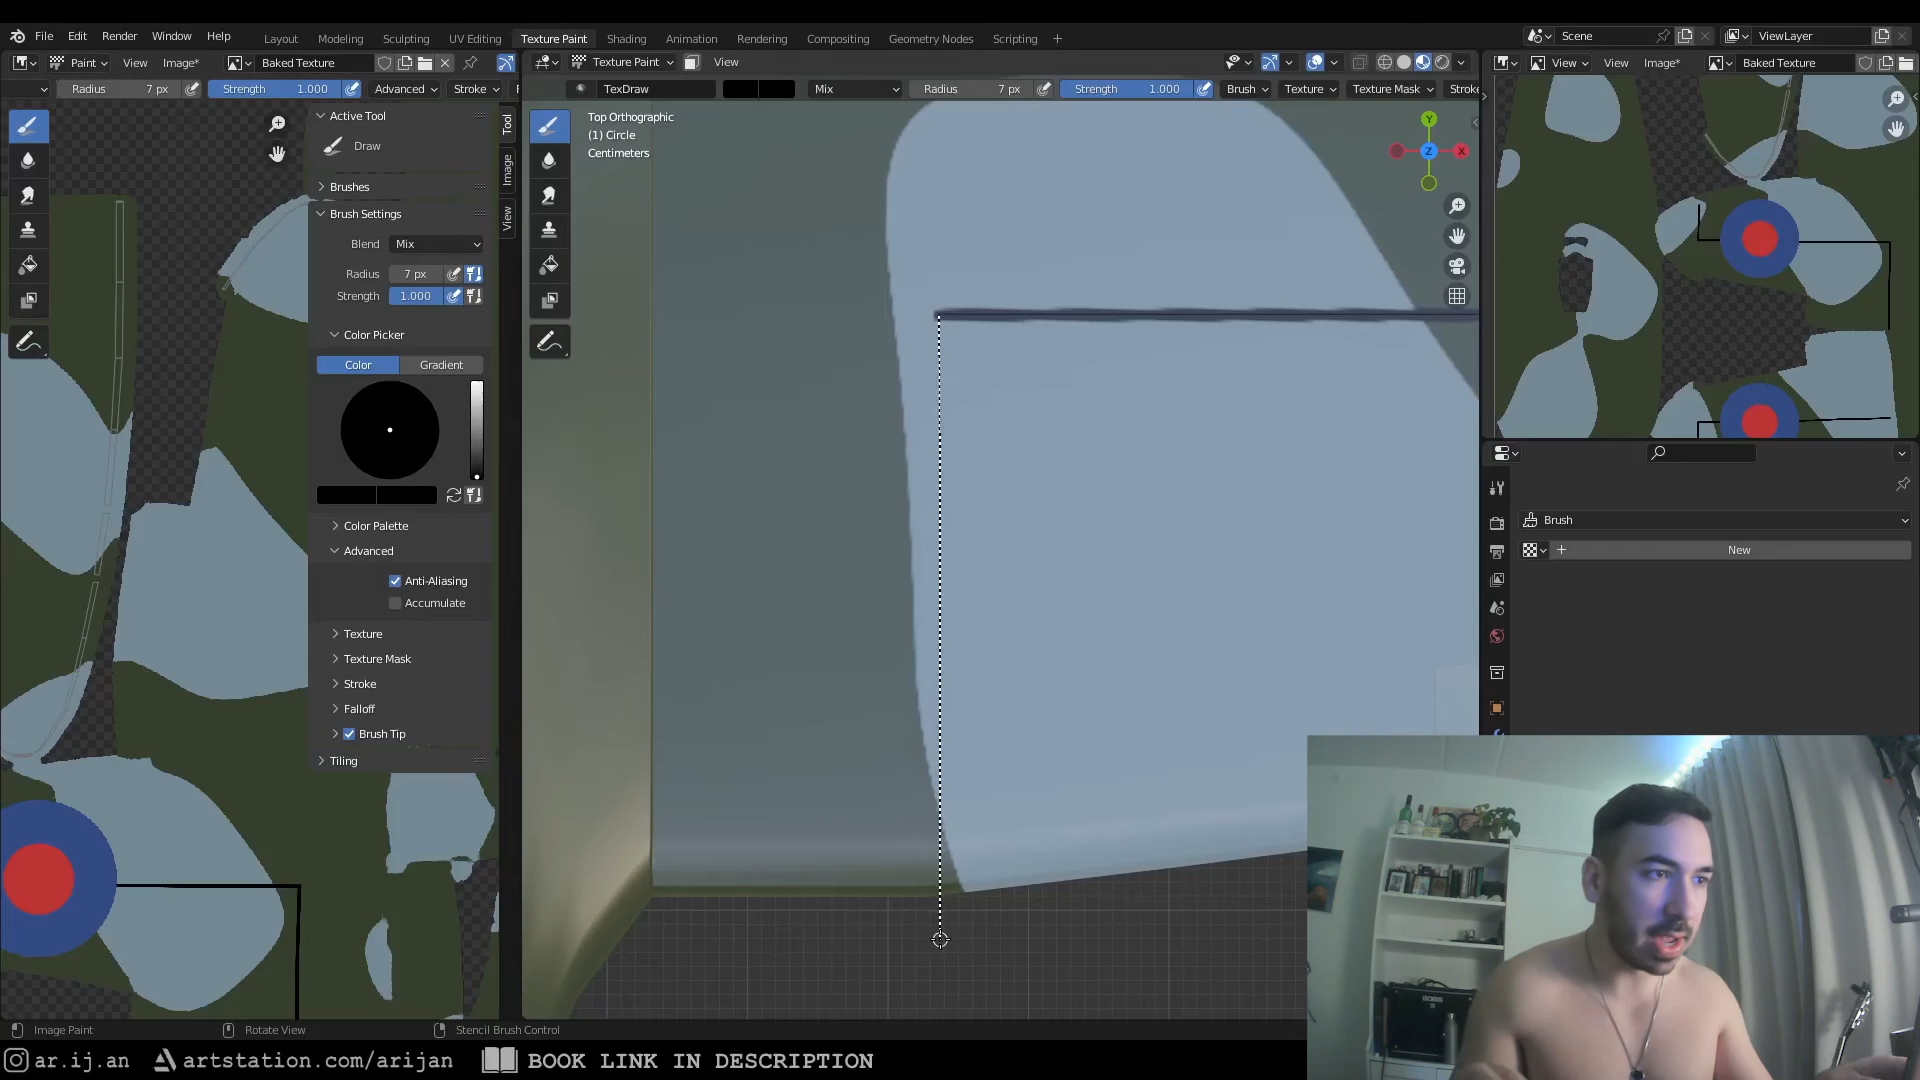 File Edit Render Window Help Layout Modeling Sculpting UV Editing Texture Paint Shading Animation Rendering Compositing Geometry Nodes Scripting Scene ViewLayer
Paint View Image* Baked Texture Texture Paint View View View Image* Baked Texture
Radius 7 px Strength 1.000 Advanced Stroke TexDraw Mix Radius 7 px Strength 1.000 Brush Texture Texture Mask
Active Tool
Draw
Brushes
Brush Settings
Blend Mix
Radius 7 px
Strength 1.000
Color Picker
Color Gradient
Color Palette
Advanced
Anti-Aliasing
Accumulate
Texture
Texture Mask
Stroke
Falloff
Brush Tip
Tiling
Tool
Image
View
Top Orthographic
(1) Circle
Centimeters
Y
Z
X
Brush
New
Image Paint Rotate View Stencil Brush Control
ar.ij.an artstation.com/arijan BOOK LINK IN DESCRIPTION